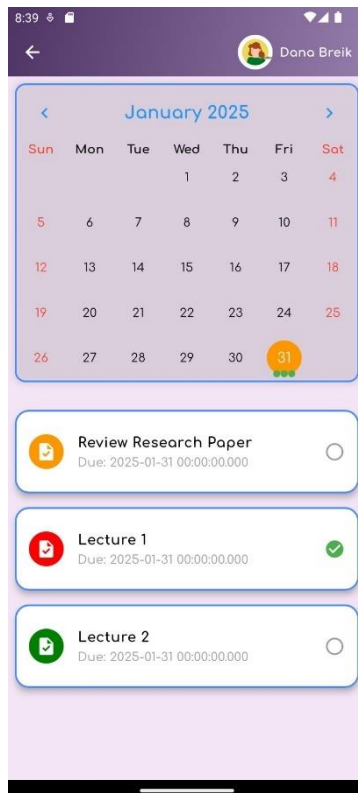 8:39
Dana Breik
January 2025
Sun Mon Tue Wed Thu Fri Sat
1 2 3 4
5 6 7 8 9 10 11
12 13 14 15 16 17 18
19 20 21 22 23 24 25
26 27 28 29 30 31
Review Research Paper
Due: 2025-01-31 00:00:00.000
Lecture 1
Due: 2025-01-31 00:00:00.000
Lecture 2
Due: 2025-01-31 00:00:00.000